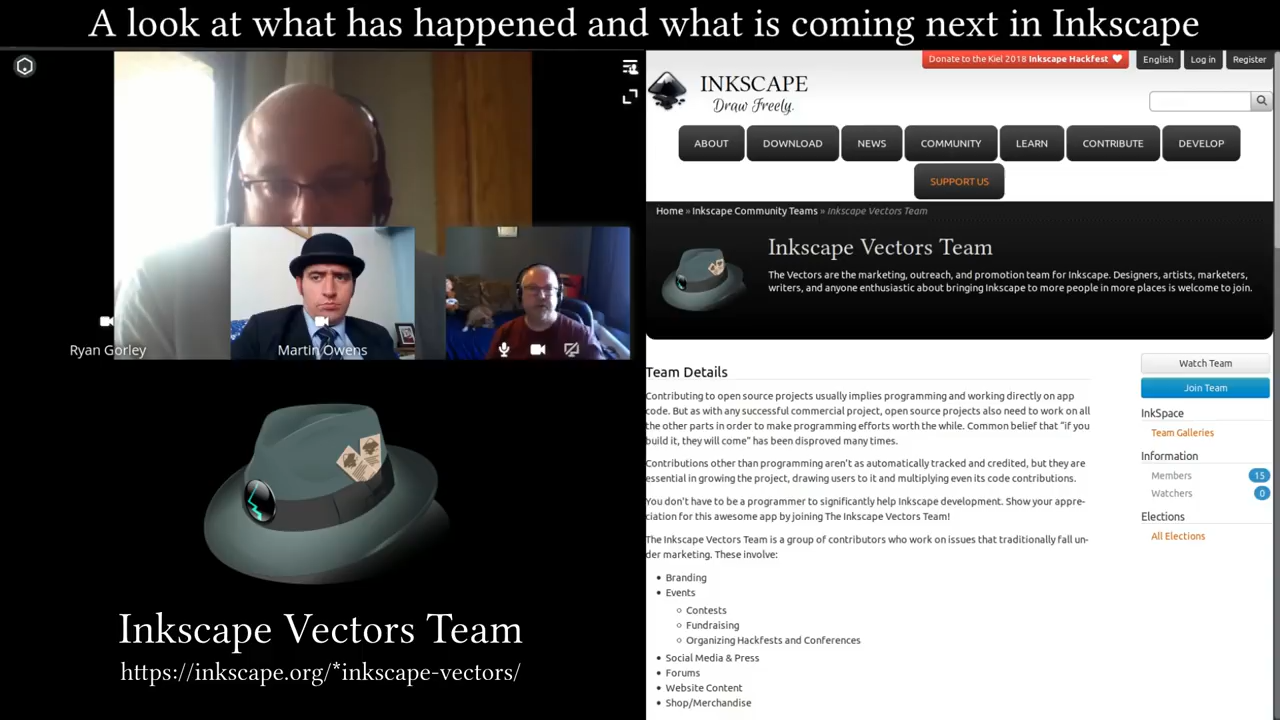 A look at what has happened and what is coming next in Inkscape
Ryan Gorley
Martin Owens
Inkscape Vectors Team
https://inkscape.org/*inkscape-vectors/
Donate to the Kiel 2018 Inkscape Hackfest
English
Log in
Register
INKSCAPE
Draw Freely.
ABOUT
DOWNLOAD
NEWS
COMMUNITY
LEARN
CONTRIBUTE
DEVELOP
SUPPORT US
Home » Inkscape Community Teams » Inkscape Vectors Team
Inkscape Vectors Team
The Vectors are the marketing, outreach, and promotion team for Inkscape. Designers, artists, marketers,
writers, and anyone enthusiastic about bringing Inkscape to more people in more places is welcome to join.
Team Details
Contributing to open source projects usually implies programming and working directly on app
code. But as with any successful commercial project, open source projects also need to work on all
the other parts in order to make programming efforts worth the while. Common belief that "if you
build it, they will come" has been disproved many times.
Contributions other than programming aren't as automatically tracked and credited, but they are
essential in growing the project, drawing users to it and multiplying even its code contributions.
You don't have to be a programmer to significantly help Inkscape development. Show your appre-
ciation for this awesome app by joining The Inkscape Vectors Team!
The Inkscape Vectors Team is a group of contributors who work on issues that traditionally fall un-
der marketing. These involve:
• Branding
• Events
○ Contests
○ Fundraising
○ Organizing Hackfests and Conferences
• Social Media & Press
• Forums
• Website Content
• Shop/Merchandise
Watch Team
Join Team
InkSpace
Team Galleries
Information
Members 15
Watchers 0
Elections
All Elections